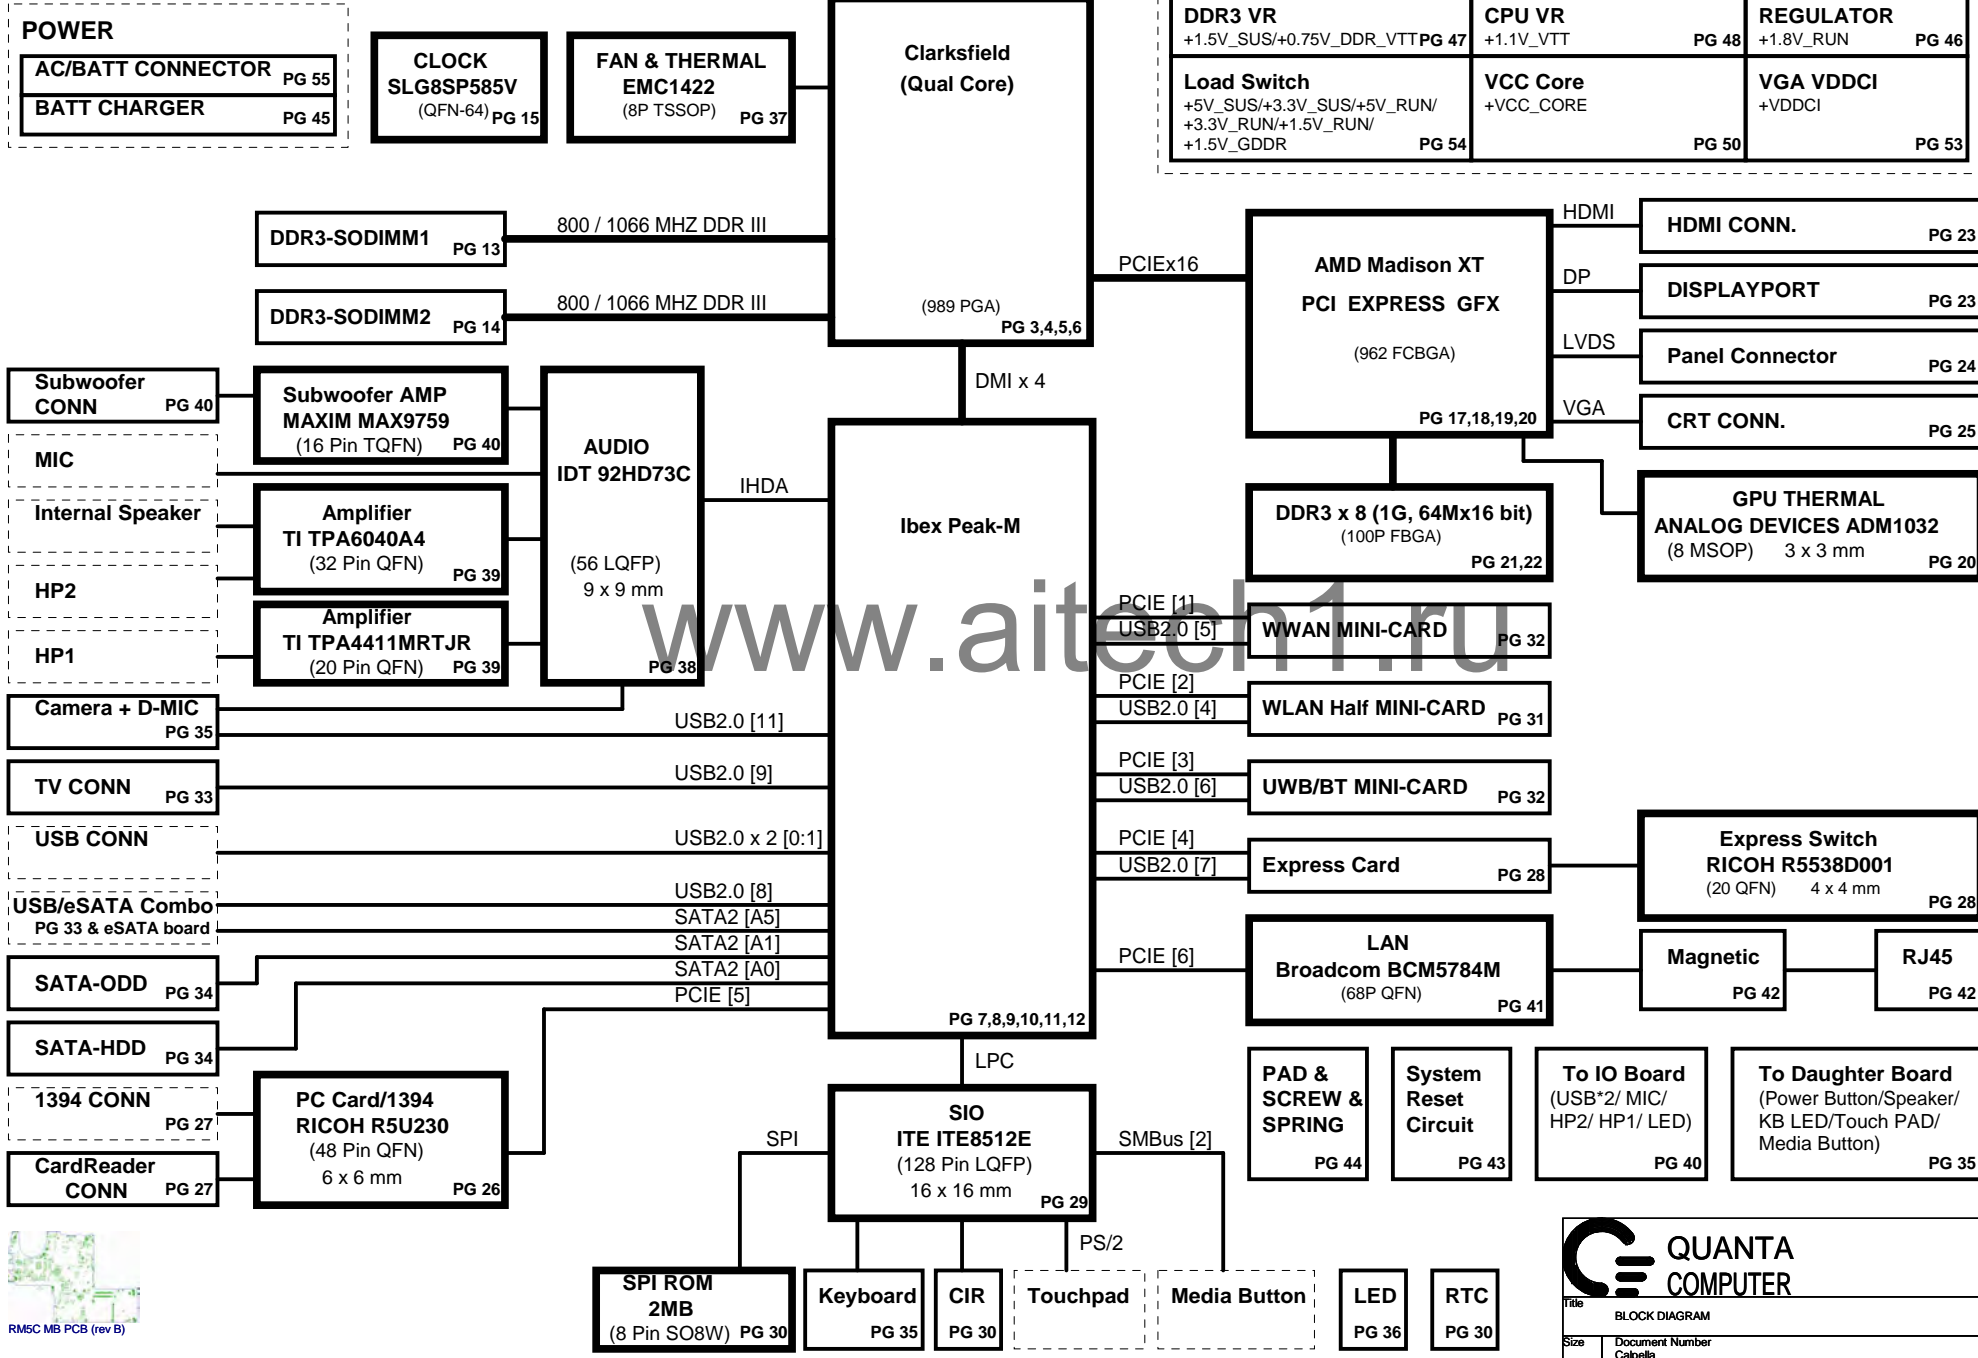 POWER
AC/BATT CONNECTOR PG 55
BATT CHARGER PG 45
CLOCK
SLG8SP585V
(QFN-64) PG 15
FAN & THERMAL
EMC1422
(8P TSSOP) PG 37
Clarksfield
(Qual Core)
(989 PGA)
PG 3,4,5,6
DDR3 VR
+1.5V_SUS/+0.75V_DDR_VTT PG 47
CPU VR
+1.1V_VTT PG 48
REGULATOR
+1.8V_RUN PG 46
Load Switch
+5V_SUS/+3.3V_SUS/+5V_RUN/
+3.3V_RUN/+1.5V_RUN/
+1.5V_GDDR PG 54
VCC Core
+VCC_CORE
PG 50
VGA VDDCI
+VDDCI
PG 53
DDR3-SODIMM1 PG 13
800 / 1066 MHZ DDR III
DDR3-SODIMM2 PG 14
800 / 1066 MHZ DDR III
PCIEx16
AMD Madison XT
PCI EXPRESS GFX
(962 FCBGA)
PG 17,18,19,20
HDMI
HDMI CONN. PG 23
DP
DISPLAYPORT PG 23
LVDS
Panel Connector PG 24
VGA
CRT CONN. PG 25
DMI x 4
Subwoofer
CONN PG 40
Subwoofer AMP
MAXIM MAX9759
(16 Pin TQFN) PG 40
MIC
Internal Speaker
Amplifier
TI TPA6040A4
(32 Pin QFN) PG 39
HP2
Amplifier
TI TPA4411MRTJR
(20 Pin QFN) PG 39
HP1
AUDIO
IDT 92HD73C
(56 LQFP)
9 x 9 mm
PG 38
IHDA
Ibex Peak-M
PG 7,8,9,10,11,12
DDR3 x 8 (1G, 64Mx16 bit)
(100P FBGA)
PG 21,22
GPU THERMAL
ANALOG DEVICES ADM1032
(8 MSOP) 3 x 3 mm
PG 20
www.aitech1.ru
PCIE [1]
USB2.0 [5]
WWAN MINI-CARD PG 32
PCIE [2]
USB2.0 [4]
WLAN Half MINI-CARD PG 31
PCIE [3]
USB2.0 [6]
UWB/BT MINI-CARD PG 32
PCIE [4]
USB2.0 [7]
Express Card PG 28
Express Switch
RICOH R5538D001
(20 QFN) 4 x 4 mm
PG 28
PCIE [6]
LAN
Broadcom BCM5784M
(68P QFN)
PG 41
Magnetic
PG 42
RJ45
PG 42
Camera + D-MIC
PG 35
USB2.0 [11]
TV CONN PG 33
USB2.0 [9]
USB CONN
USB2.0 x 2 [0:1]
USB/eSATA Combo
PG 33 & eSATA board
USB2.0 [8]
SATA2 [A5]
SATA2 [A1]
SATA2 [A0]
PCIE [5]
SATA-ODD PG 34
SATA-HDD PG 34
1394 CONN
PG 27
CardReader
CONN PG 27
PC Card/1394
RICOH R5U230
(48 Pin QFN)
6 x 6 mm
PG 26
LPC
SIO
ITE ITE8512E
(128 Pin LQFP)
16 x 16 mm
PG 29
SPI
SMBus [2]
PS/2
PAD &
SCREW &
SPRING
PG 44
System
Reset
Circuit
PG 43
To IO Board
(USB*2/ MIC/
HP2/ HP1/ LED)
PG 40
To Daughter Board
(Power Button/Speaker/
KB LED/Touch PAD/
Media Button)
PG 35
SPI ROM
2MB
(8 Pin SO8W) PG 30
Keyboard
PG 35
CIR
PG 30
Touchpad
Media Button
LED
PG 36
RTC
PG 30
RM5C MB PCB (rev B)
QUANTA
COMPUTER
Title
BLOCK DIAGRAM
Size Document Number
Calpella